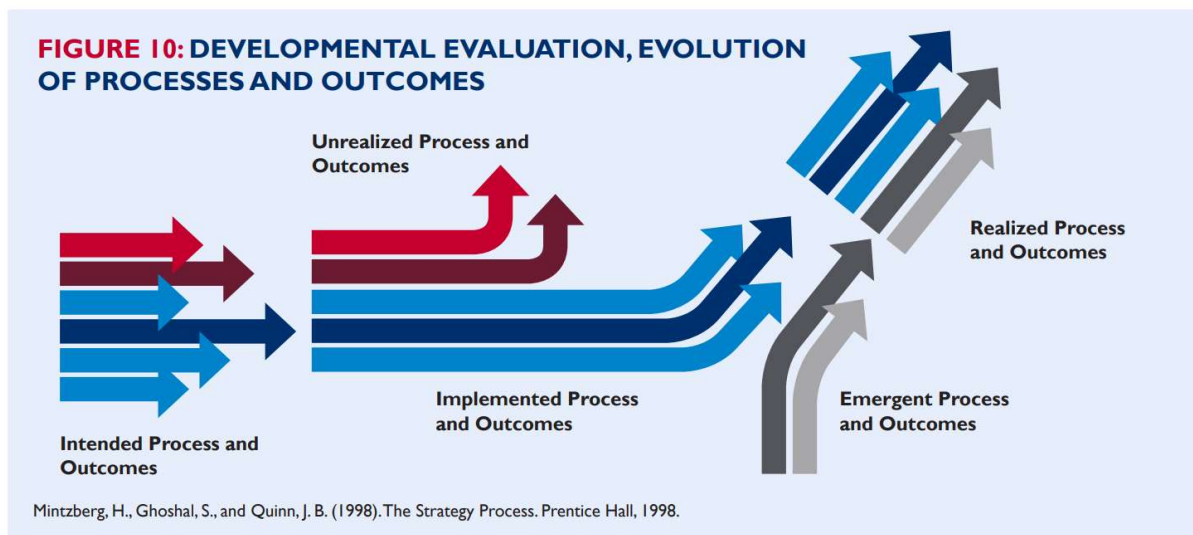 FIGURE 10: DEVELOPMENTAL EVALUATION, EVOLUTION
OF PROCESSES AND OUTCOMES
Unrealized Process and
Outcomes
Realized Process
and Outcomes
Implemented Process
and Outcomes
Emergent Process
and Outcomes
Intended Process and
Outcomes
Mintzberg, H., Ghoshal, S., and Quinn, J. B. (1998). The Strategy Process. Prentice Hall, 1998.